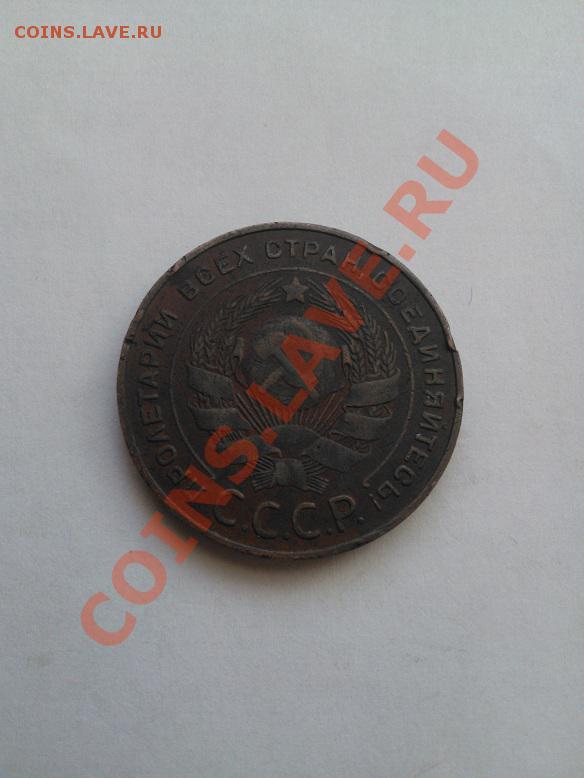 COINS.LAVE.RU
COINS.LAVE.RU
ПРОЛЕТАРИИ ВСЕХ СТРАН, СОЕДИНЯЙТЕСЬ!
С.С.С.Р.